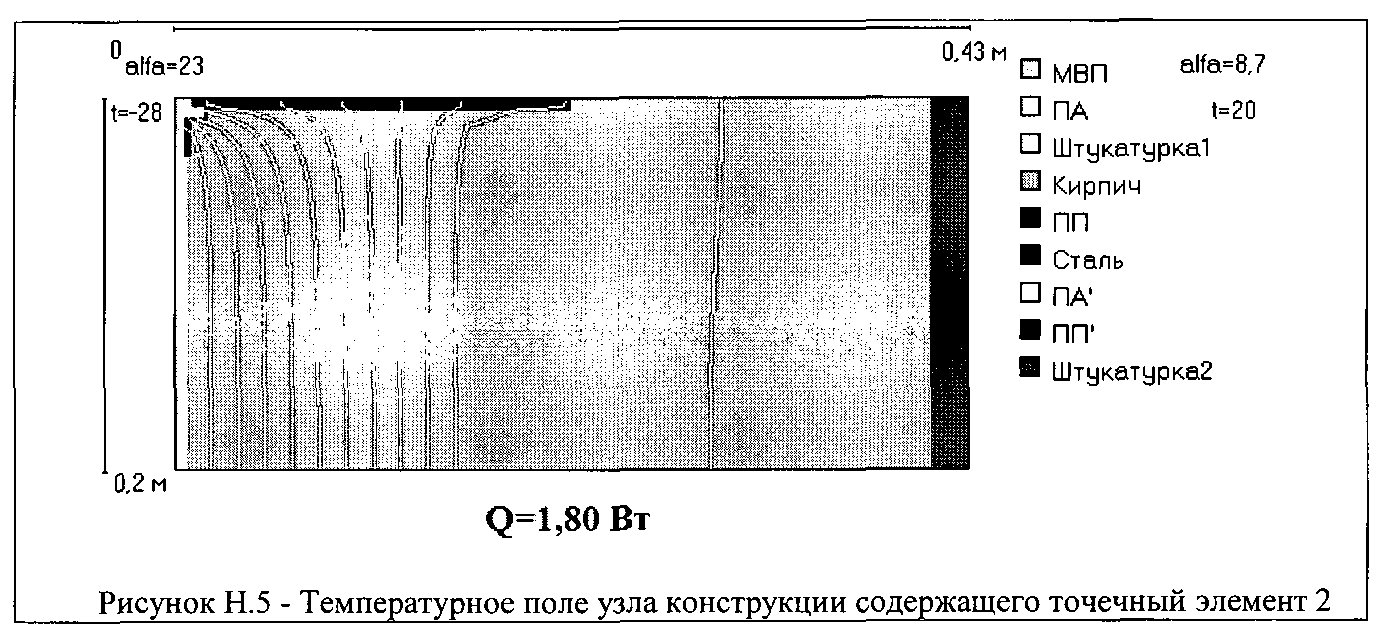 0
0,43 м
alfa=23
t=-28
МВП
alfa=8,7
ПА
t=20
Штукатурка1
Кирпич
ПП
Сталь
ПА'
ПП'
Штукатурка2
0,2 м
Q=1,80 Вт
Рисунок Н.5 - Температурное поле узла конструкции содержащего точечный элемент 2